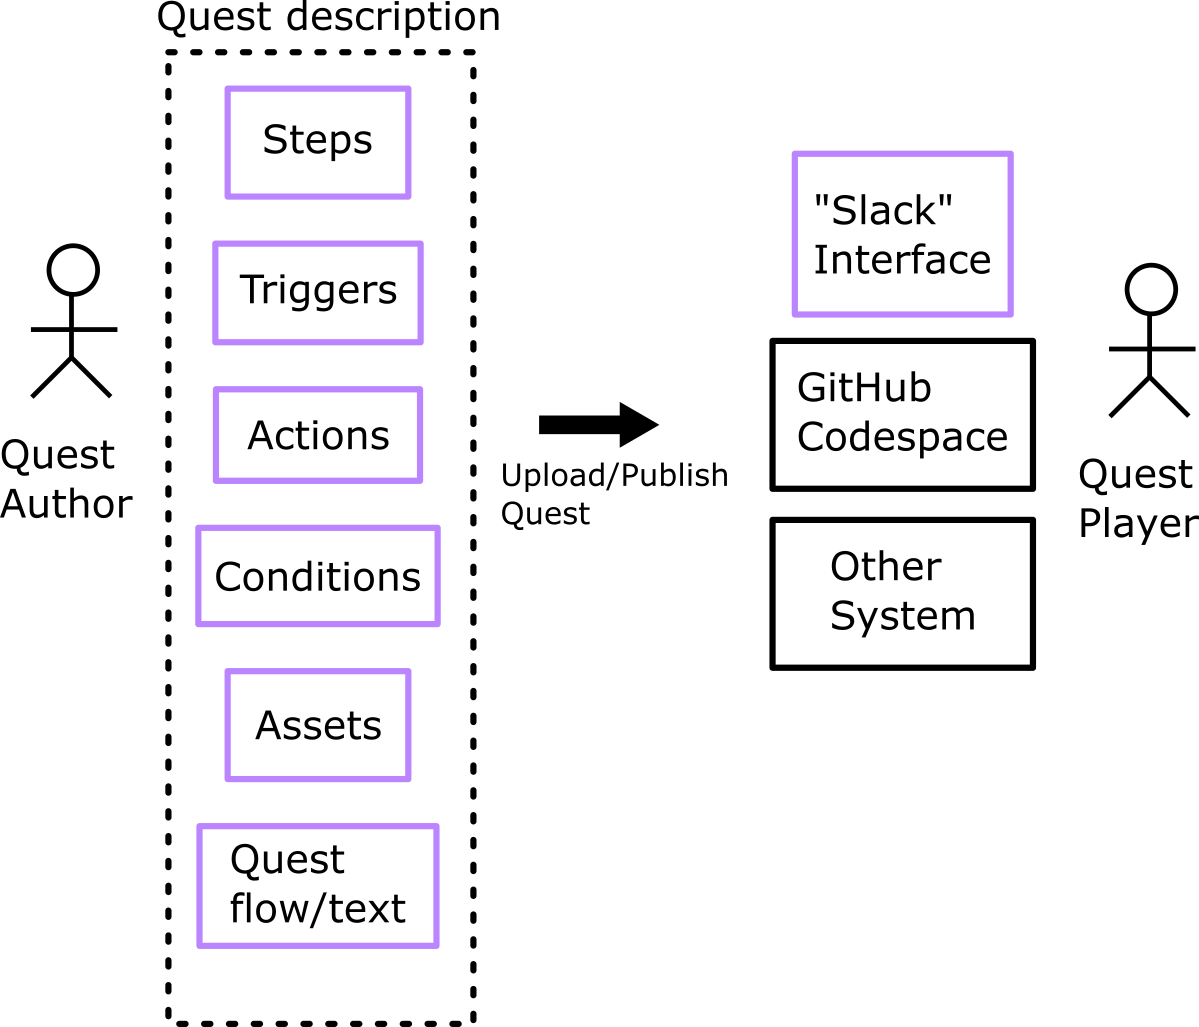 Quest description
Steps
Triggers
Actions
Conditions
Assets
Quest
flow/text
Quest
Author
Upload/Publish
Quest
"Slack"
Interface
GitHub
Codespace
Other
System
Quest
Player